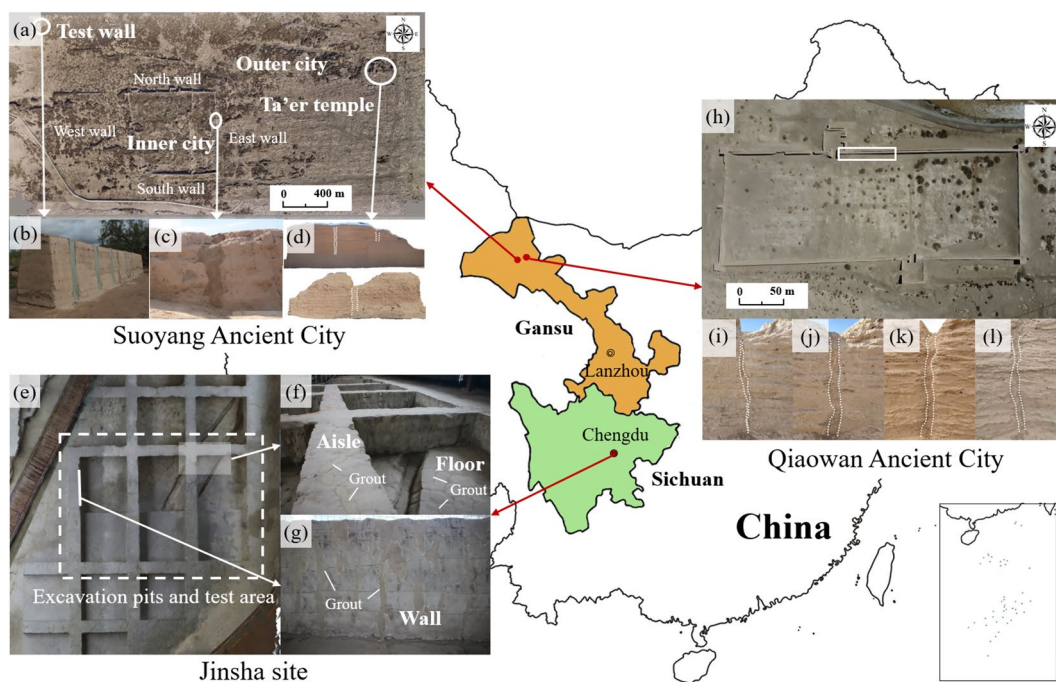 (a)
Test wall
N
W E
S
Outer city
North wall
Ta'er temple
West wall
Inner city
East wall
South wall
0 400 m
(b)
(c)
(d)
Suoyang Ancient City
(e)
(f)
Aisle
Floor
Grout
Grout
(g)
Grout
Wall
Excavation pits and test area
Jinsha site
Gansu
Lanzhou
Chengdu
Sichuan
China
(h)
N
W E
S
0 50 m
(i)
(j)
(k)
(l)
Qiaowan Ancient City